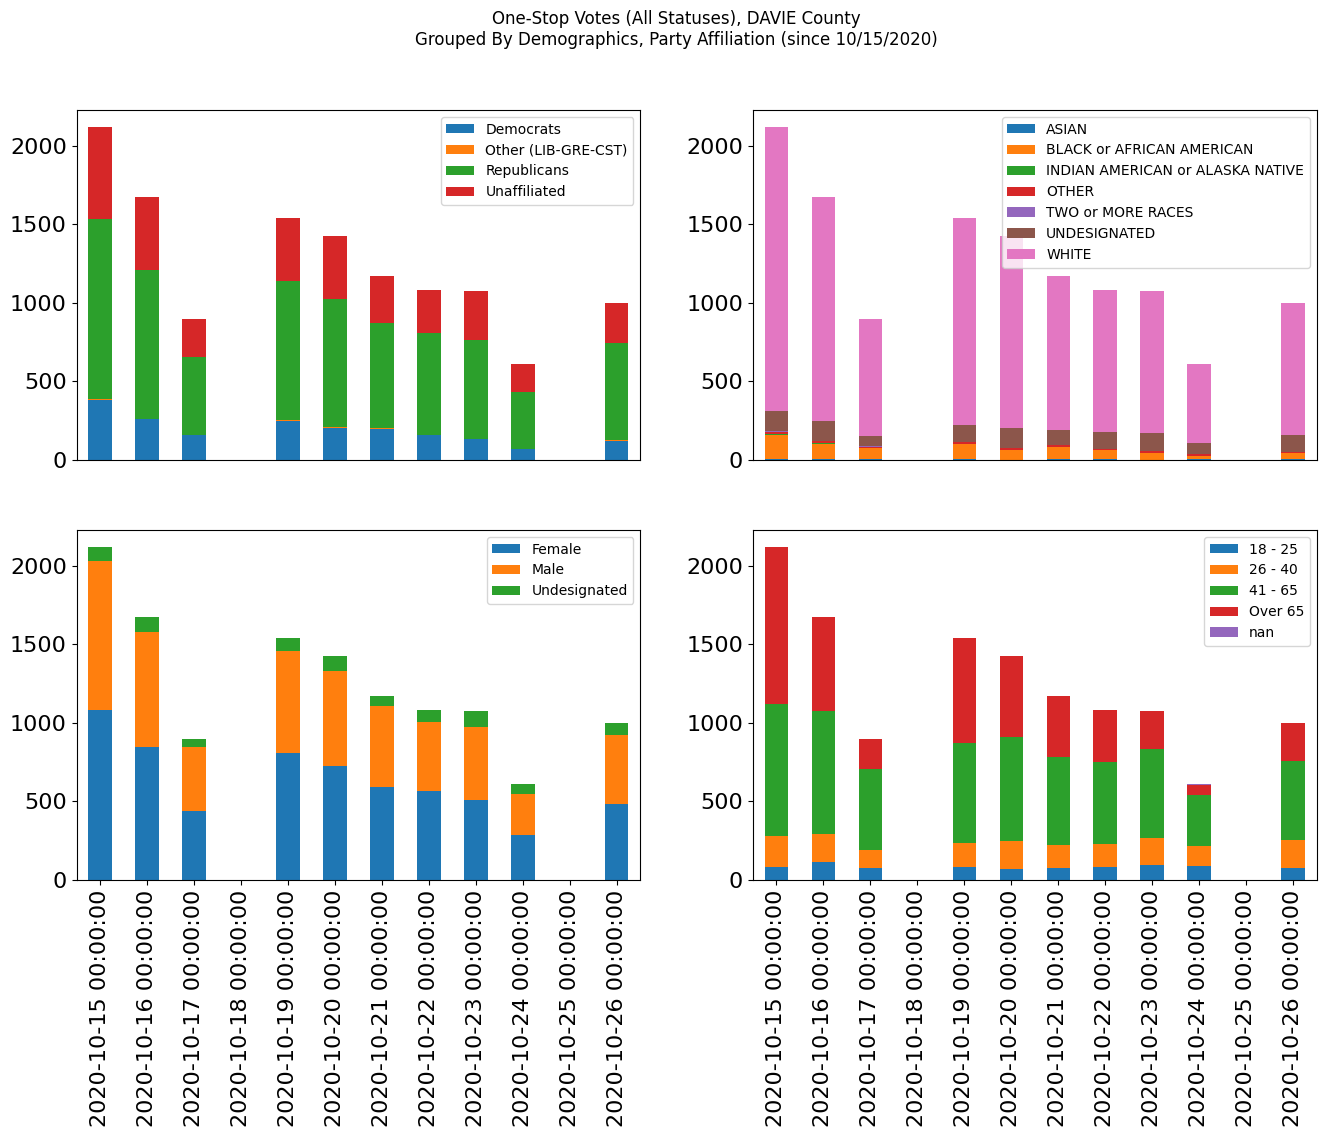 One-Stop Votes (All Statuses), DAVIE County
Grouped By Demographics, Party Affiliation (since 10/15/2020)
2000
1500
1000
500
0
Democrats
Other (LIB-GRE-CST)
Republicans
Unaffiliated
2000
1500
1000
500
0
ASIAN
BLACK or AFRICAN AMERICAN
INDIAN AMERICAN or ALASKA NATIVE
OTHER
TWO or MORE RACES
UNDESIGNATED
WHITE
2000
1500
1000
500
0
Female
Male
Undesignated
2020-10-15 00:00:00
2020-10-16 00:00:00
2020-10-17 00:00:00
2020-10-18 00:00:00
2020-10-19 00:00:00
2020-10-20 00:00:00
2020-10-21 00:00:00
2020-10-22 00:00:00
2020-10-23 00:00:00
2020-10-24 00:00:00
2020-10-25 00:00:00
2020-10-26 00:00:00
2000
1500
1000
500
0
18 - 25
26 - 40
41 - 65
Over 65
nan
2020-10-15 00:00:00
2020-10-16 00:00:00
2020-10-17 00:00:00
2020-10-18 00:00:00
2020-10-19 00:00:00
2020-10-20 00:00:00
2020-10-21 00:00:00
2020-10-22 00:00:00
2020-10-23 00:00:00
2020-10-24 00:00:00
2020-10-25 00:00:00
2020-10-26 00:00:00